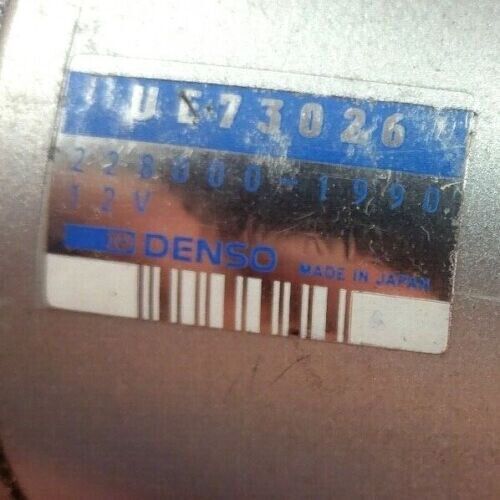 UE73026
228000-1990
12V
DENSO MADE IN JAPAN